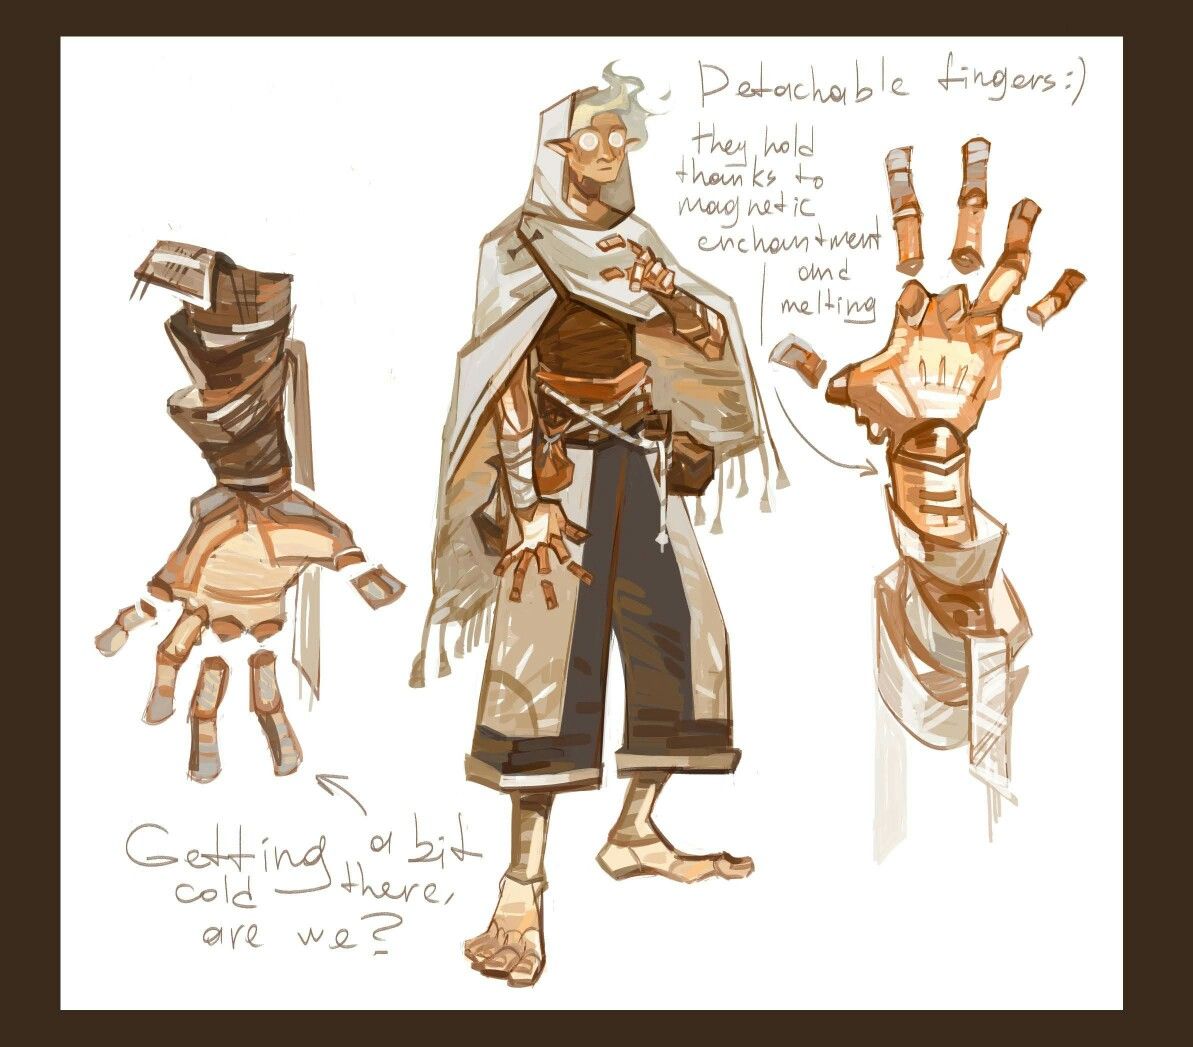 Detachable fingers:)
they hold
thanks to
magnetic
enchantment
and
melting
Getting a bit
cold there,
are we?